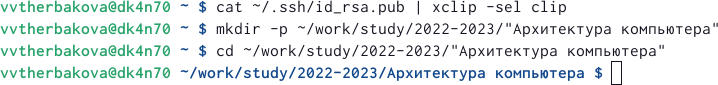 vvtherbakova@dk4n70 ~ $ cat ~/.ssh/id_rsa.pub | xclip -sel clip
vvtherbakova@dk4n70 ~ $ mkdir -p ~/work/study/2022-2023/"Архитектура компьютера"
vvtherbakova@dk4n70 ~ $ cd ~/work/study/2022-2023/"Архитектура компьютера"
vvtherbakova@dk4n70 ~/work/study/2022-2023/Архитектура компьютера $